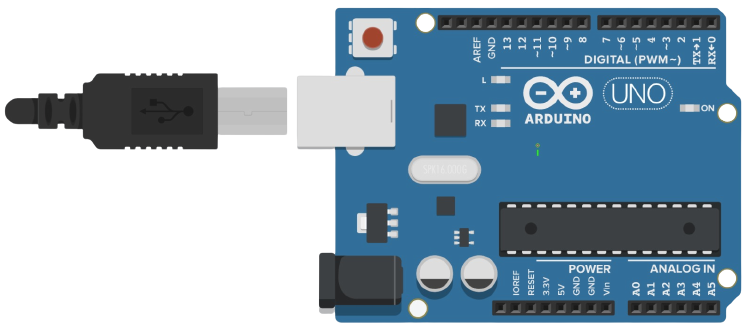 AREF
GND
13
12
~11
~10
~9
8
7
~6
~5
4
~3
2
TX→1
RX←0
DIGITAL (PWM~)
L
TX
RX
ARDUINO
UNO
ON
POWER
ANALOG IN
IOREF
RESET
3.3V
5V
GND
GND
Vin
A0
A1
A2
A3
A4
A5